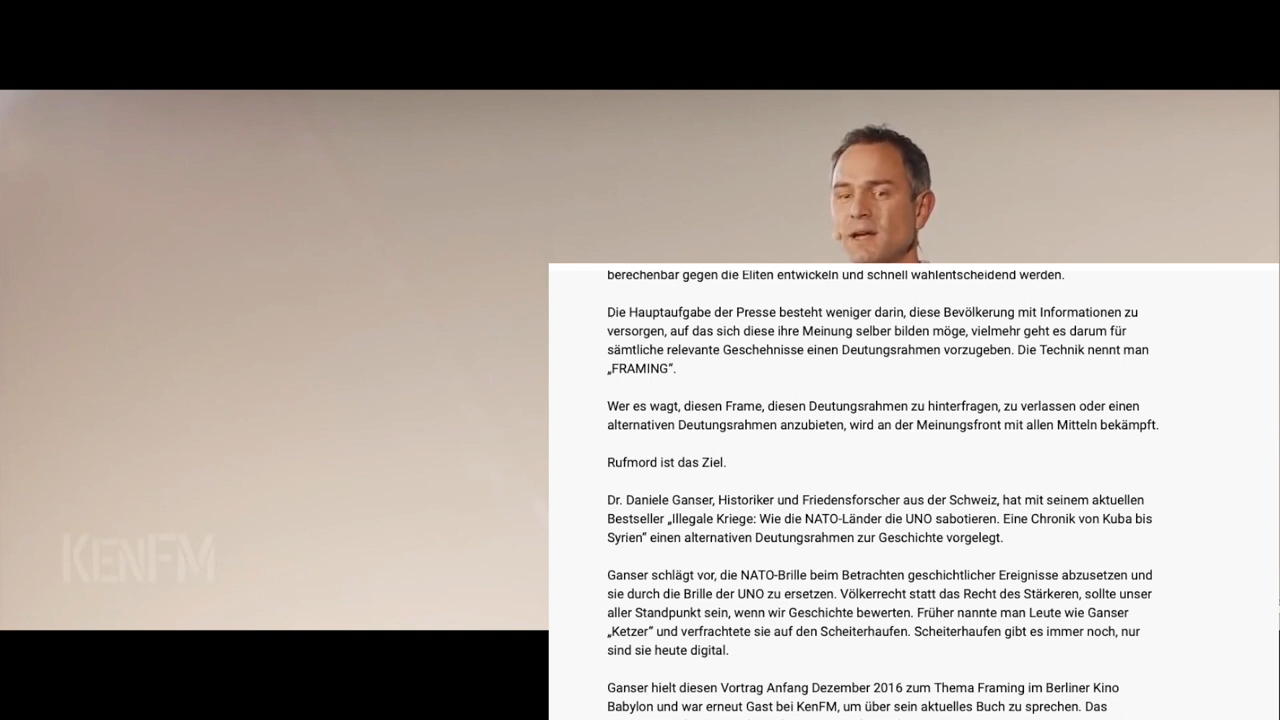 berechenbar gegen die Eliten entwickeln und schnell wahlentscheidend werden.
Die Hauptaufgabe der Presse besteht weniger darin, diese Bevölkerung mit Informationen zu
versorgen, auf das sich diese ihre Meinung selber bilden möge, vielmehr geht es darum für
sämtliche relevante Geschehnisse einen Deutungsrahmen vorzugeben. Die Technik nennt man
„FRAMING“.
Wer es wagt, diesen Frame, diesen Deutungsrahmen zu hinterfragen, zu verlassen oder einen
alternativen Deutungsrahmen anzubieten, wird an der Meinungsfront mit allen Mitteln bekämpft.
Rufmord ist das Ziel.
Dr. Daniele Ganser, Historiker und Friedensforscher aus der Schweiz, hat mit seinem aktuellen
Bestseller „Illegale Kriege: Wie die NATO-Länder die UNO sabotieren. Eine Chronik von Kuba bis
Syrien“ einen alternativen Deutungsrahmen zur Geschichte vorgelegt.
KENFM
Ganser schlägt vor, die NATO-Brille beim Betrachten geschichtlicher Ereignisse abzusetzen und
sie durch die Brille der UNO zu ersetzen. Völkerrecht statt das Recht des Stärkeren, sollte unser
aller Standpunkt sein, wenn wir Geschichte bewerten. Früher nannte man Leute wie Ganser
„Ketzer“ und verfrachtete sie auf den Scheiterhaufen. Scheiterhaufen gibt es immer noch, nur
sind sie heute digital.
Ganser hielt diesen Vortrag Anfang Dezember 2016 zum Thema Framing im Berliner Kino
Babylon und war erneut Gast bei KenFM, um über sein aktuelles Buch zu sprechen. Das